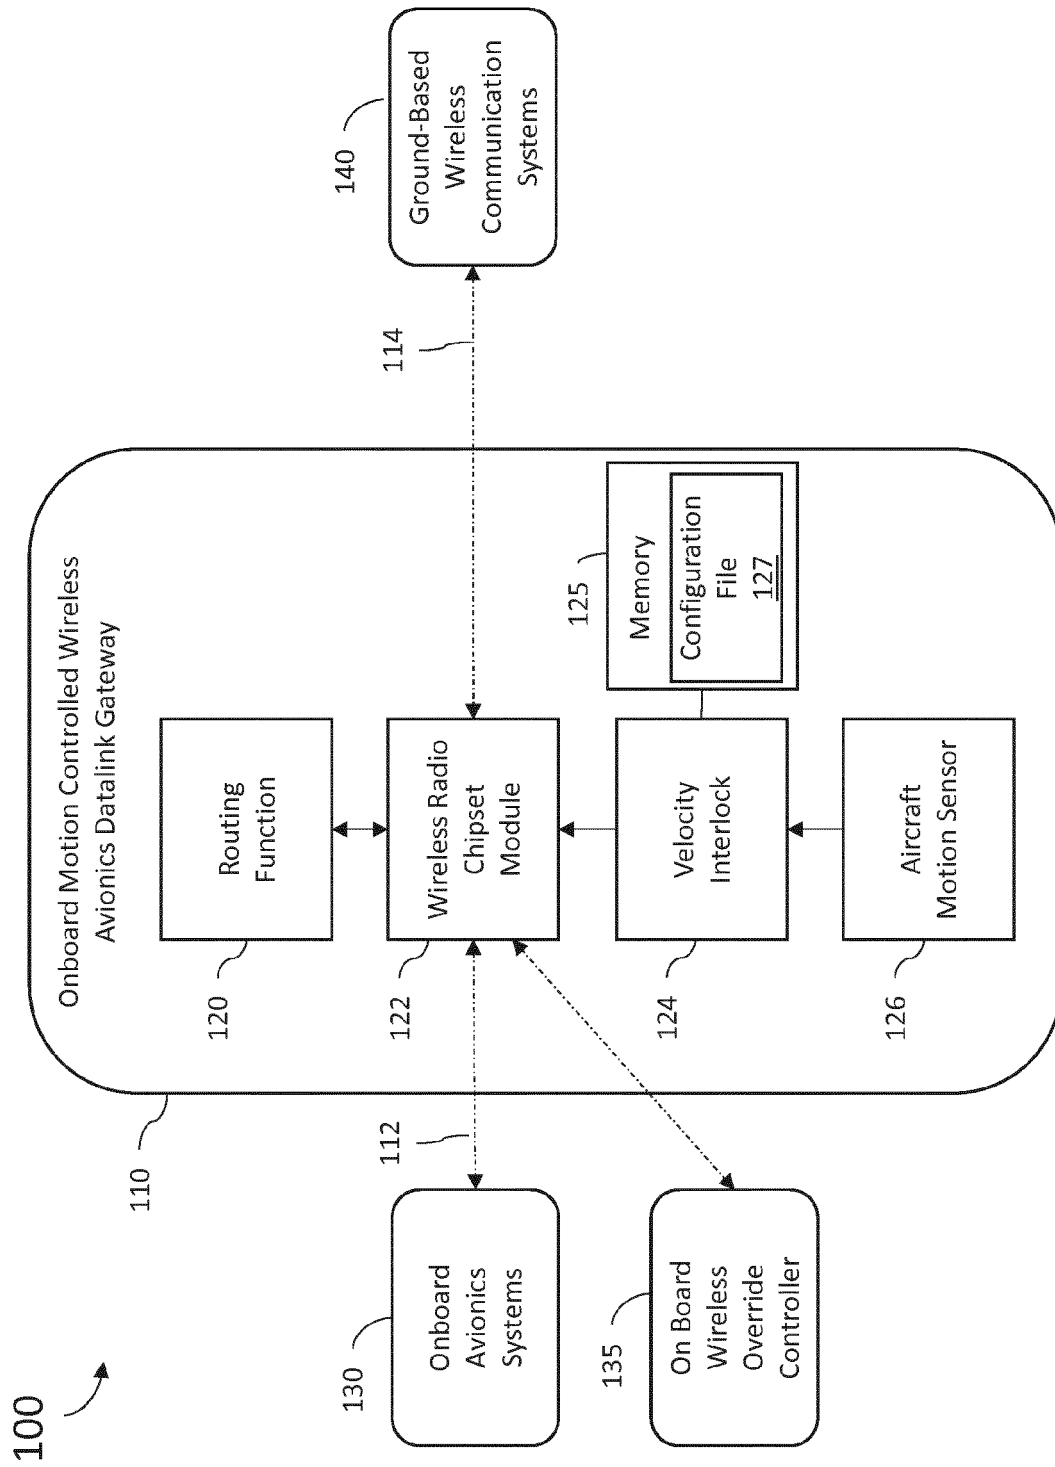 100
110
Onboard Motion Controlled Wireless
Avionics Datalink Gateway
120
Routing
Function
130
Onboard
Avionics
Systems
112
122
Wireless Radio
Chipset
Module
114
140
Ground-Based
Wireless
Communication
Systems
135
On Board
Wireless
Override
Controller
124
Velocity
Interlock
125
Memory
Configuration
File
127
126
Aircraft
Motion Sensor